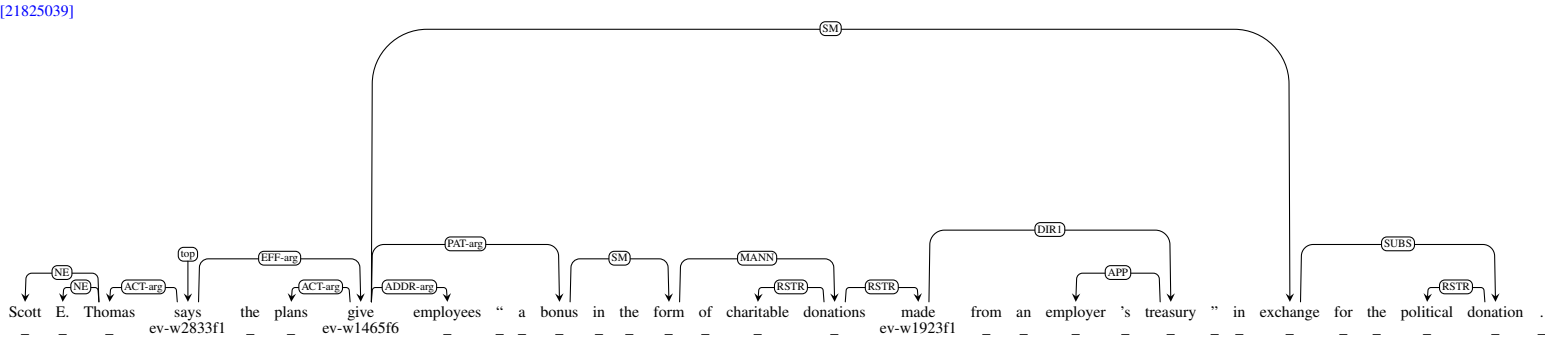 [21825039]
SM
DIR1
PAT-arg SUBS
top EFF-arg SM MANN
NE APP
NE ACT-arg ACT-arg ADDR-arg RSTR RSTR RSTR
Scott E. Thomas says the plans give employees “ a bonus in the form of charitable donations made from an employer 's treasury ” in exchange for the political donation .
_ _ _ ev-w2833f1 _ _ ev-w1465f6 _ _ _ _ _ _ _ _ _ _ ev-w1923f1 _ _ _ _ _ _ _ _ _ _ _ _ _